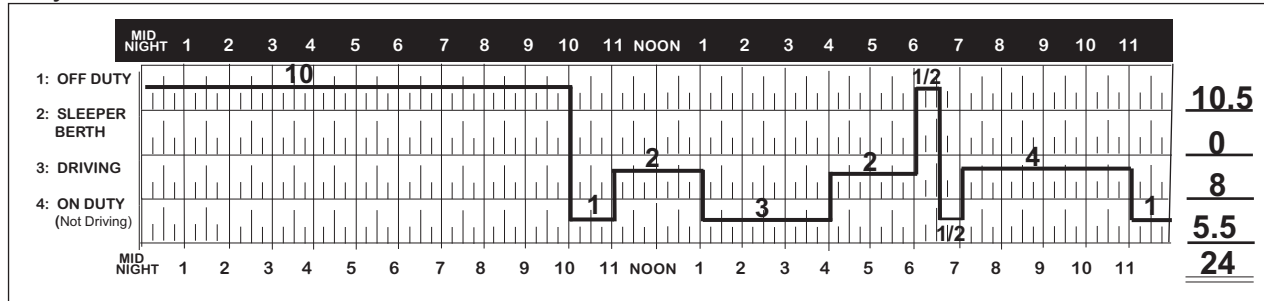 MID NIGHT 1 2 3 4 5 6 7 8 9 10 11 NOON 1 2 3 4 5 6 7 8 9 10 11
1: OFF DUTY 10 1/2 10.5
2: SLEEPER BERTH 0
3: DRIVING 2 2 4 8
4: ON DUTY (Not Driving) 1 3 1/2 1 5.5
MID NIGHT 1 2 3 4 5 6 7 8 9 10 11 NOON 1 2 3 4 5 6 7 8 9 10 11 24